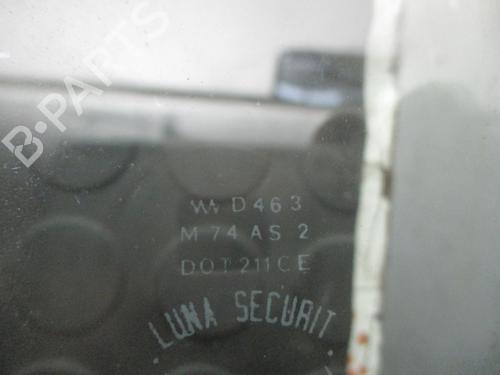 B-PARTS
D463
M 74 AS 2
DOT 211 CE
· LUNA SECURIT ·